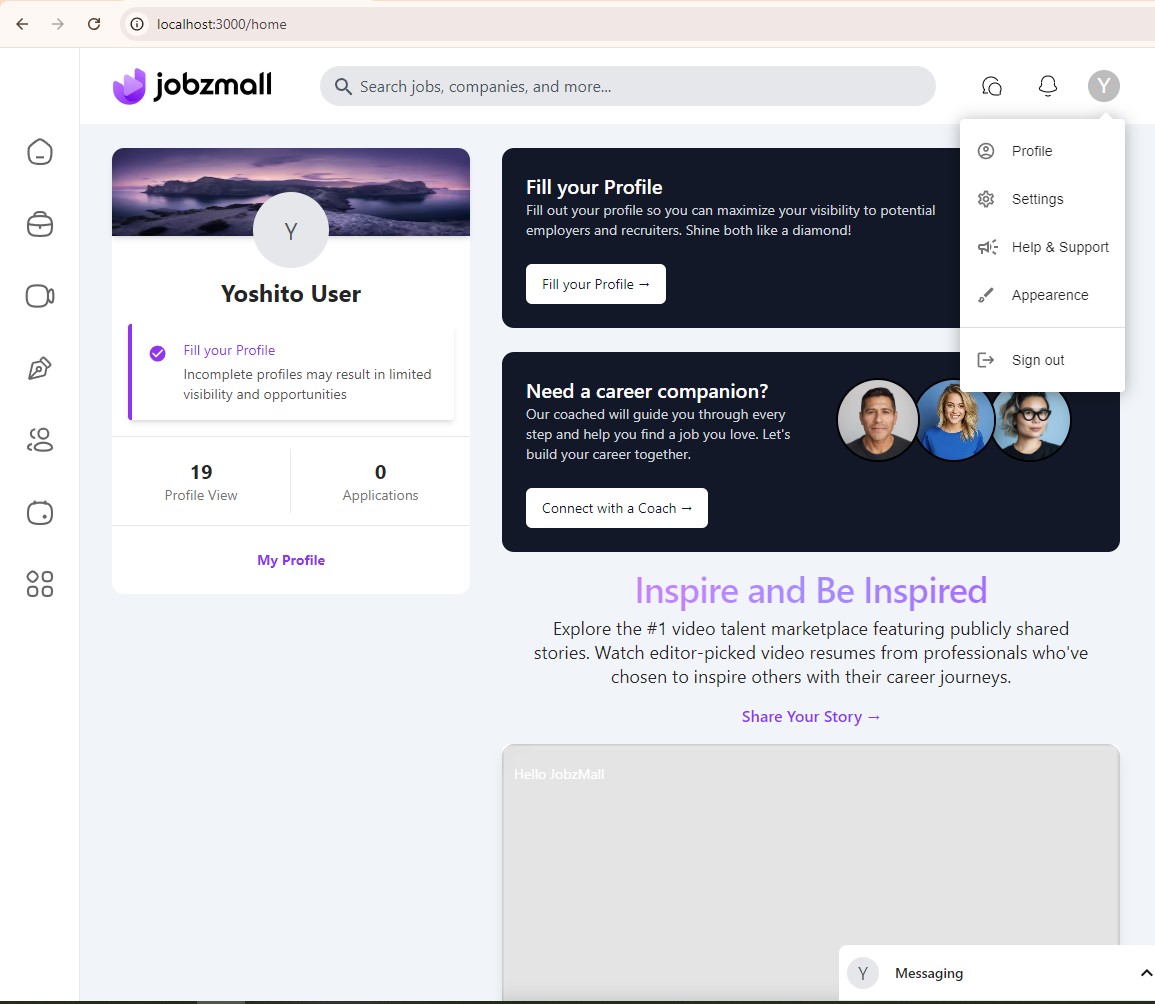 localhost:3000/home
jobzmall
Search jobs, companies, and more...
Y
Profile
Settings
Help & Support
Appearence
Sign out
Y
Yoshito User
Fill your Profile
Incomplete profiles may result in limited
visibility and opportunities
19
Profile View
0
Applications
My Profile
Fill your Profile
Fill out your profile so you can maximize your visibility to potential
employers and recruiters. Shine both like a diamond!
Fill your Profile →
Need a career companion?
Our coached will guide you through every
step and help you find a job you love. Let's
build your career together.
Connect with a Coach →
Inspire and Be Inspired
Explore the #1 video talent marketplace featuring publicly shared
stories. Watch editor-picked video resumes from professionals who've
chosen to inspire others with their career journeys.
Share Your Story →
Hello JobzMall
Y
Messaging